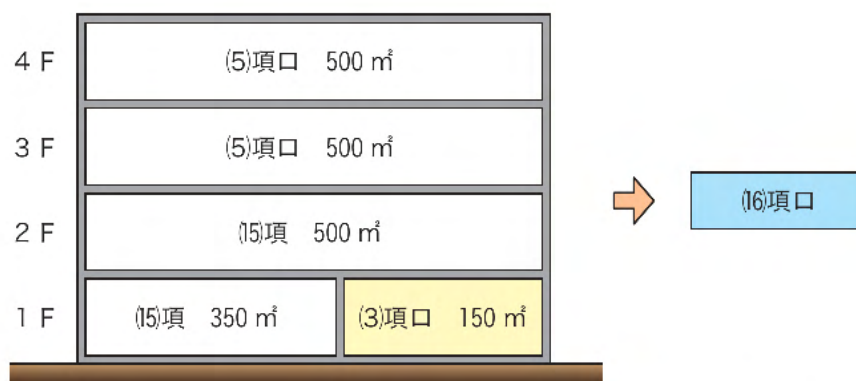 4 F ⑸項ロ 500 ㎡
3 F ⑸項ロ 500 ㎡
2 F ⒂項 500 ㎡
1 F ⒂項 350 ㎡ ⑶項ロ 150 ㎡
⒃項ロ